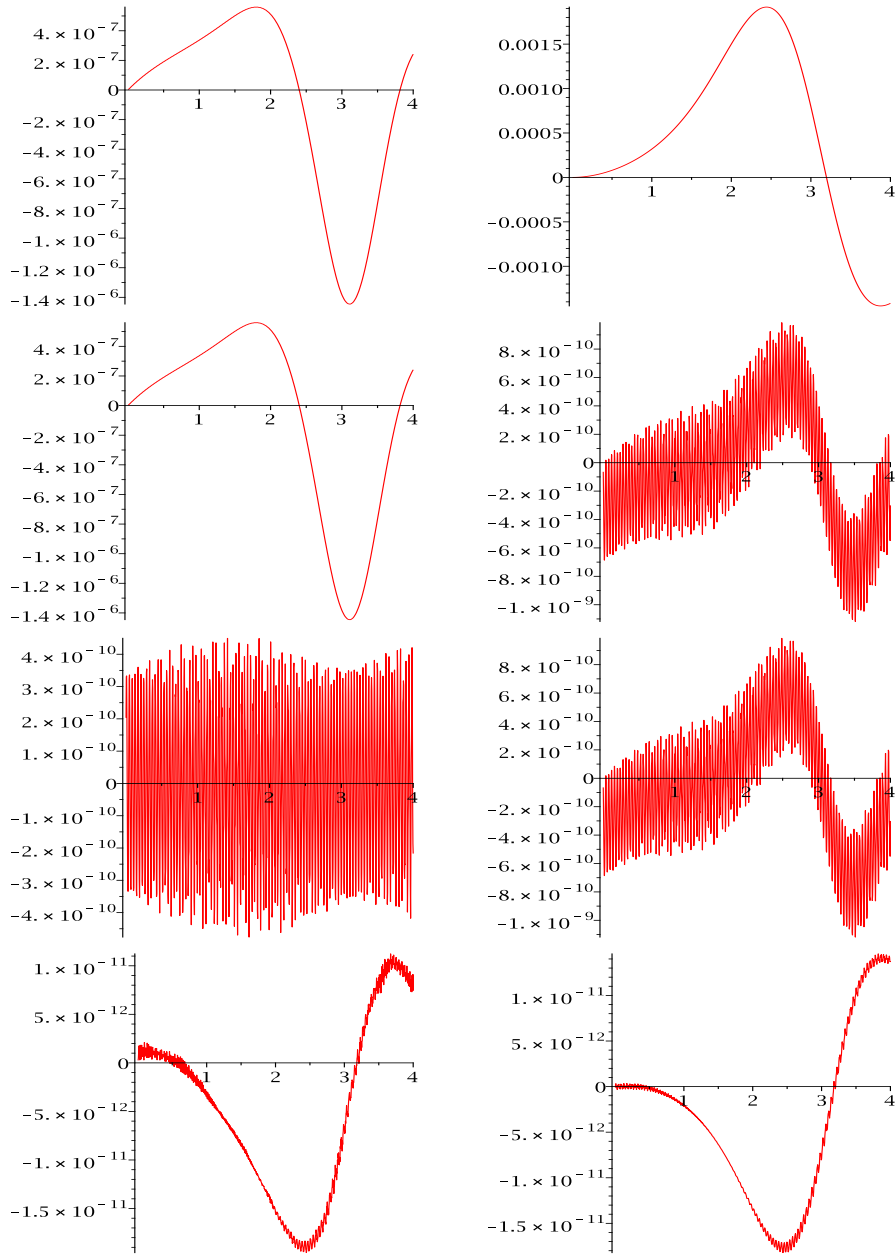 4. × 10⁻⁷
2. × 10⁻⁷
0
1 2 3 4
−2. × 10⁻⁷
−4. × 10⁻⁷
−6. × 10⁻⁷
−8. × 10⁻⁷
−1. × 10⁻⁶
−1.2 × 10⁻⁶
−1.4 × 10⁻⁶
0.0015
0.0010
0.0005
0
1 2 3 4
−0.0005
−0.0010
4. × 10⁻⁷
2. × 10⁻⁷
0
1 2 3 4
−2. × 10⁻⁷
−4. × 10⁻⁷
−6. × 10⁻⁷
−8. × 10⁻⁷
−1. × 10⁻⁶
−1.2 × 10⁻⁶
−1.4 × 10⁻⁶
8. × 10⁻¹⁰
6. × 10⁻¹⁰
4. × 10⁻¹⁰
2. × 10⁻¹⁰
0
1 2 3 4
−2. × 10⁻¹⁰
−4. × 10⁻¹⁰
−6. × 10⁻¹⁰
−8. × 10⁻¹⁰
−1. × 10⁻⁹
4. × 10⁻¹⁰
3. × 10⁻¹⁰
2. × 10⁻¹⁰
1. × 10⁻¹⁰
0
1 2 3 4
−1. × 10⁻¹⁰
−2. × 10⁻¹⁰
−3. × 10⁻¹⁰
−4. × 10⁻¹⁰
8. × 10⁻¹⁰
6. × 10⁻¹⁰
4. × 10⁻¹⁰
2. × 10⁻¹⁰
0
1 2 3 4
−2. × 10⁻¹⁰
−4. × 10⁻¹⁰
−6. × 10⁻¹⁰
−8. × 10⁻¹⁰
−1. × 10⁻⁹
1. × 10⁻¹¹
5. × 10⁻¹²
0
1 2 3 4
−5. × 10⁻¹²
−1. × 10⁻¹¹
−1.5 × 10⁻¹¹
1. × 10⁻¹¹
5. × 10⁻¹²
0
1 2 3 4
−5. × 10⁻¹²
−1. × 10⁻¹¹
−1.5 × 10⁻¹¹